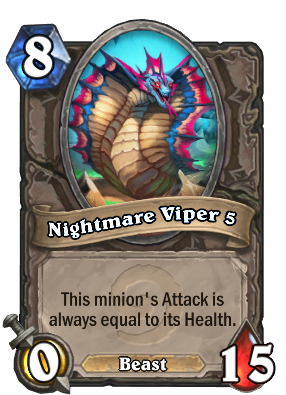 8
Nightmare Viper 5
This minion's Attack is
always equal to its Health.
0
Beast
15